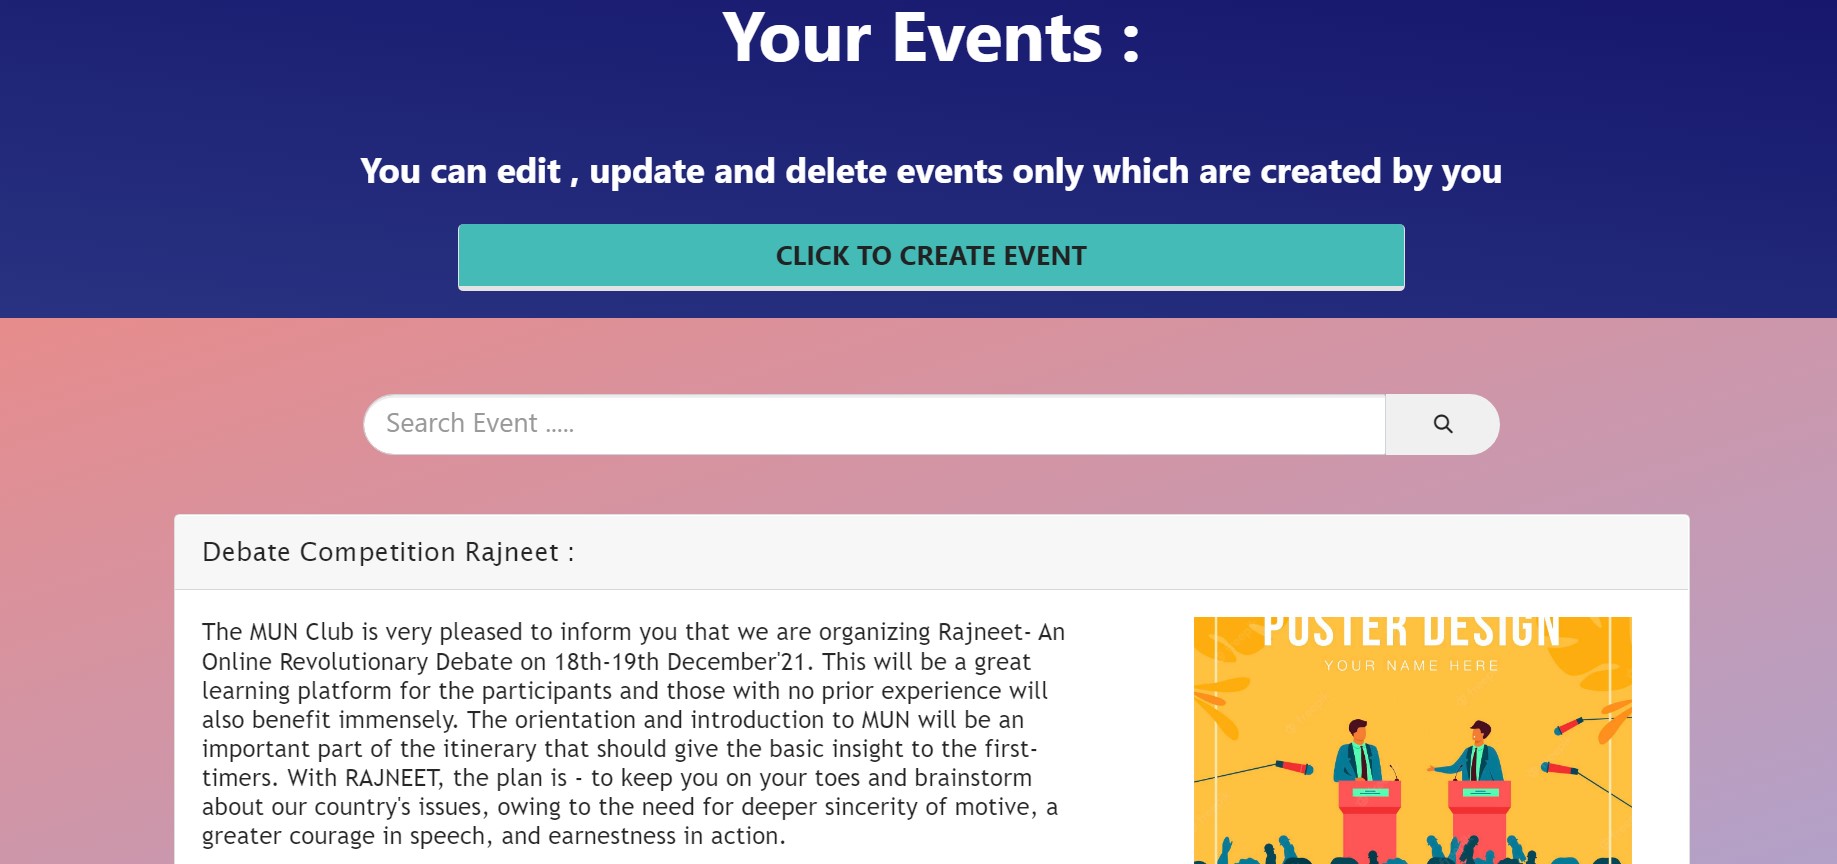 Your Events :
You can edit , update and delete events only which are created by you
CLICK TO CREATE EVENT
Search Event .....
Debate Competition Rajneet :
The MUN Club is very pleased to inform you that we are organizing Rajneet- An
Online Revolutionary Debate on 18th-19th December'21. This will be a great
learning platform for the participants and those with no prior experience will
also benefit immensely. The orientation and introduction to MUN will be an
important part of the itinerary that should give the basic insight to the first-
timers. With RAJNEET, the plan is - to keep you on your toes and brainstorm
about our country's issues, owing to the need for deeper sincerity of motive, a
greater courage in speech, and earnestness in action.
POSTER DESIGN
YOUR NAME HERE